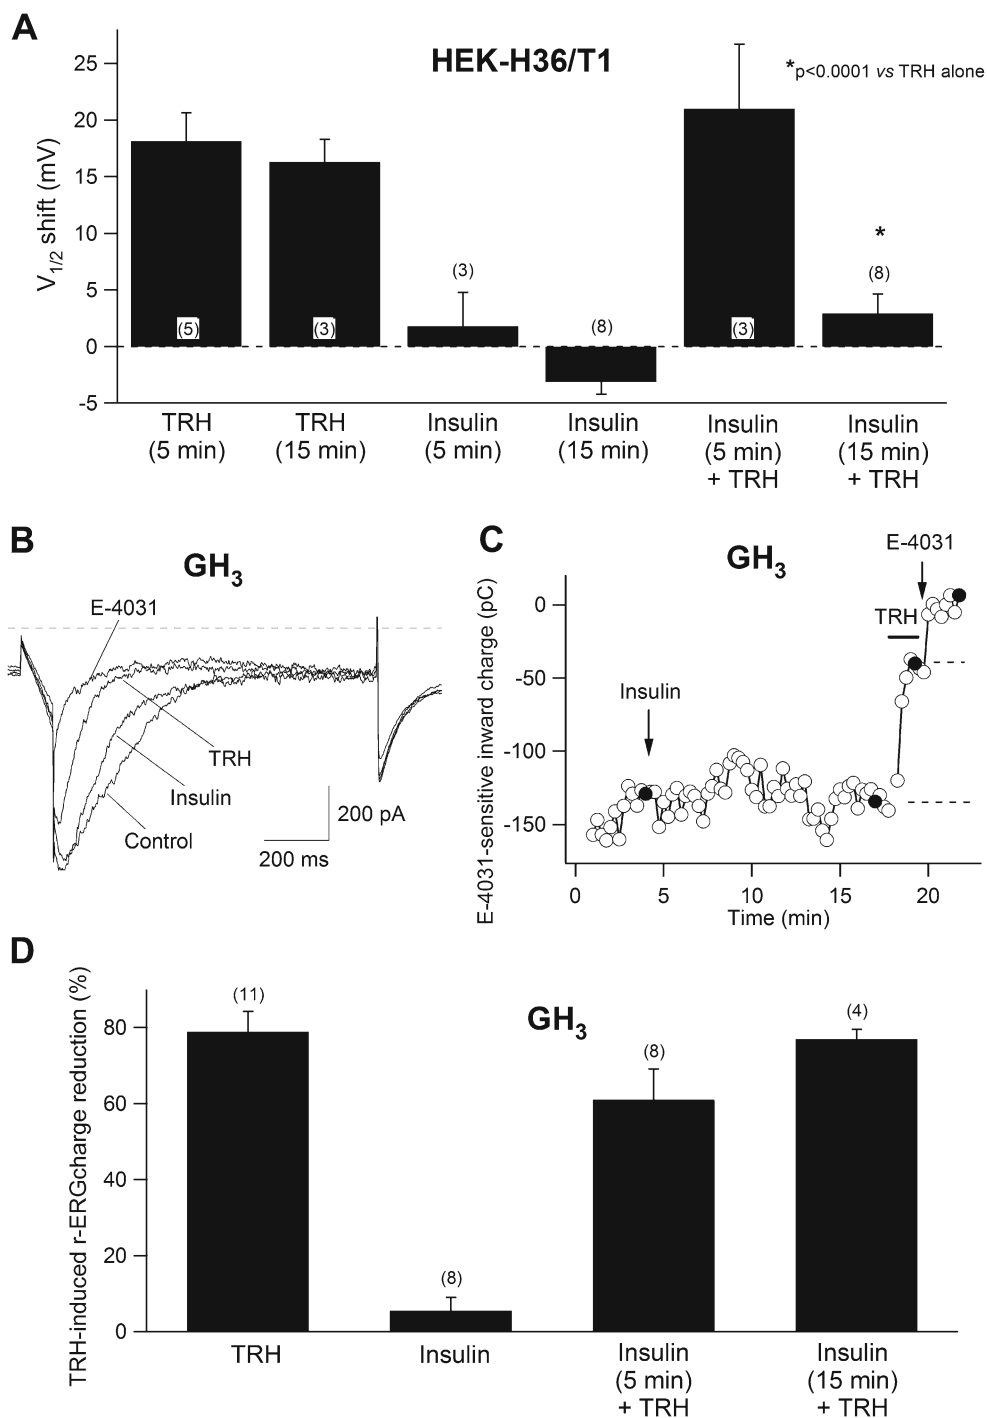 A
HEK-H36/T1
*p<0.0001 vs TRH alone
V1/2 shift (mV)
25
20
15
10
5
0
-5
(5)
(3)
(3)
(8)
(3)
*
(8)
TRH
(5 min)
TRH
(15 min)
Insulin
(5 min)
Insulin
(15 min)
Insulin
(5 min)
+ TRH
Insulin
(15 min)
+ TRH
B
GH3
E-4031
TRH
Insulin
Control
200 pA
200 ms
C
GH3
E-4031
TRH
Insulin
E-4031-sensitive inward charge (pC)
0
-50
-100
-150
0
5
10
15
20
Time (min)
D
GH3
TRH-induced r-ERGcharge reduction (%)
80
60
40
20
0
(11)
(8)
(8)
(4)
TRH
Insulin
Insulin
(5 min)
+ TRH
Insulin
(15 min)
+ TRH